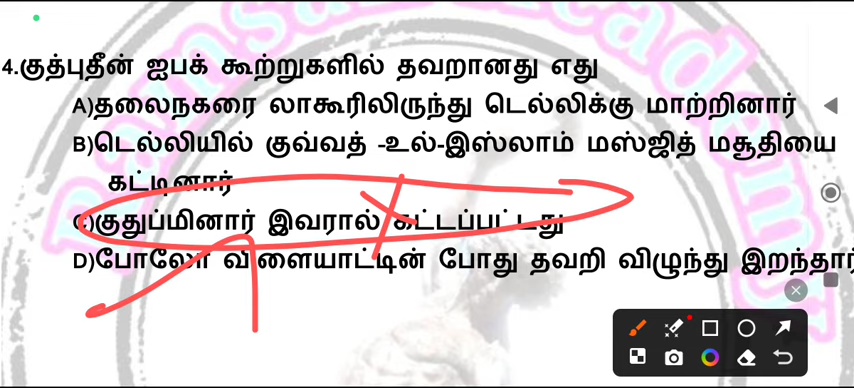 4.குத்புதீன் ஐபக் கூற்றுகளில் தவறானது எது
A)தலைநகரை லாகூரிலிருந்து டெல்லிக்கு மாற்றினார்
B)டெல்லியில் குவ்வத் -உல்-இஸ்லாம் மஸ்ஜித் மசூதியை
கட்டினார்
C)குதுப்மினார் இவரால் கட்டப்பட்டது
D)போலோ விளையாட்டின் போது தவறி விழுந்து இறந்தார்